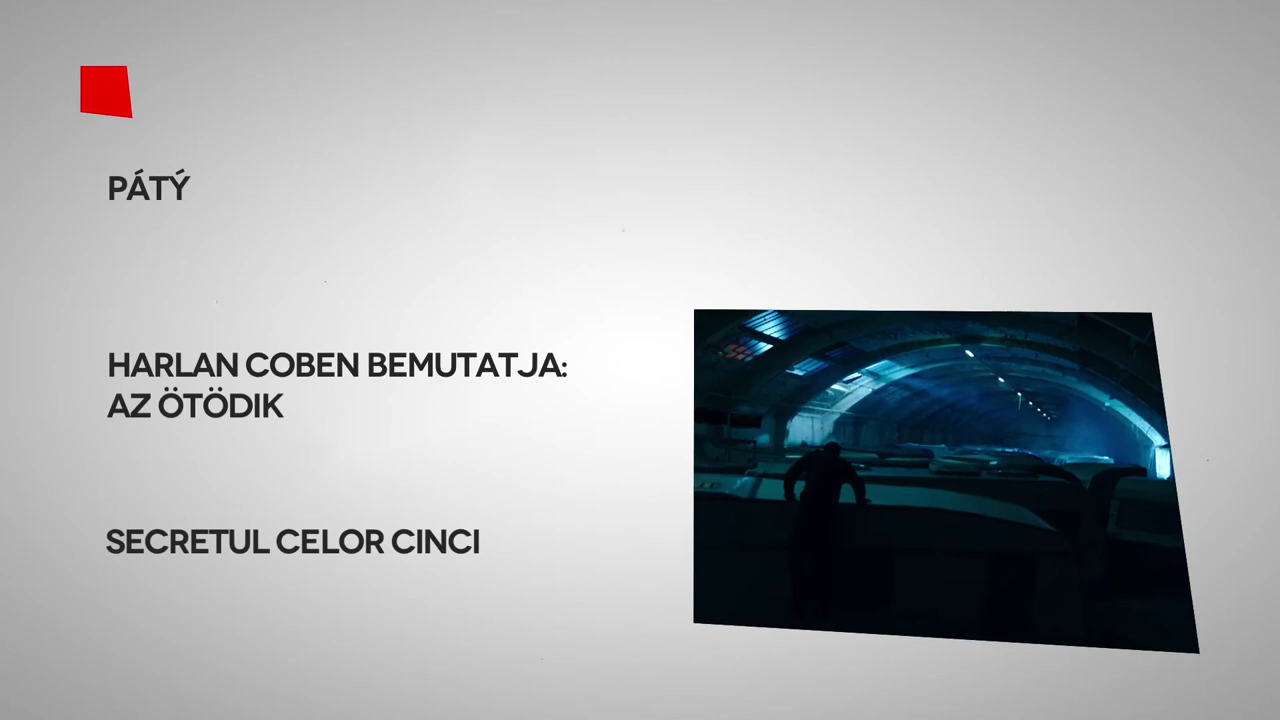 PÁTÝ
HARLAN COBEN BEMUTATJA:
AZ ÖTÖDIK
SECRETUL CELOR CINCI